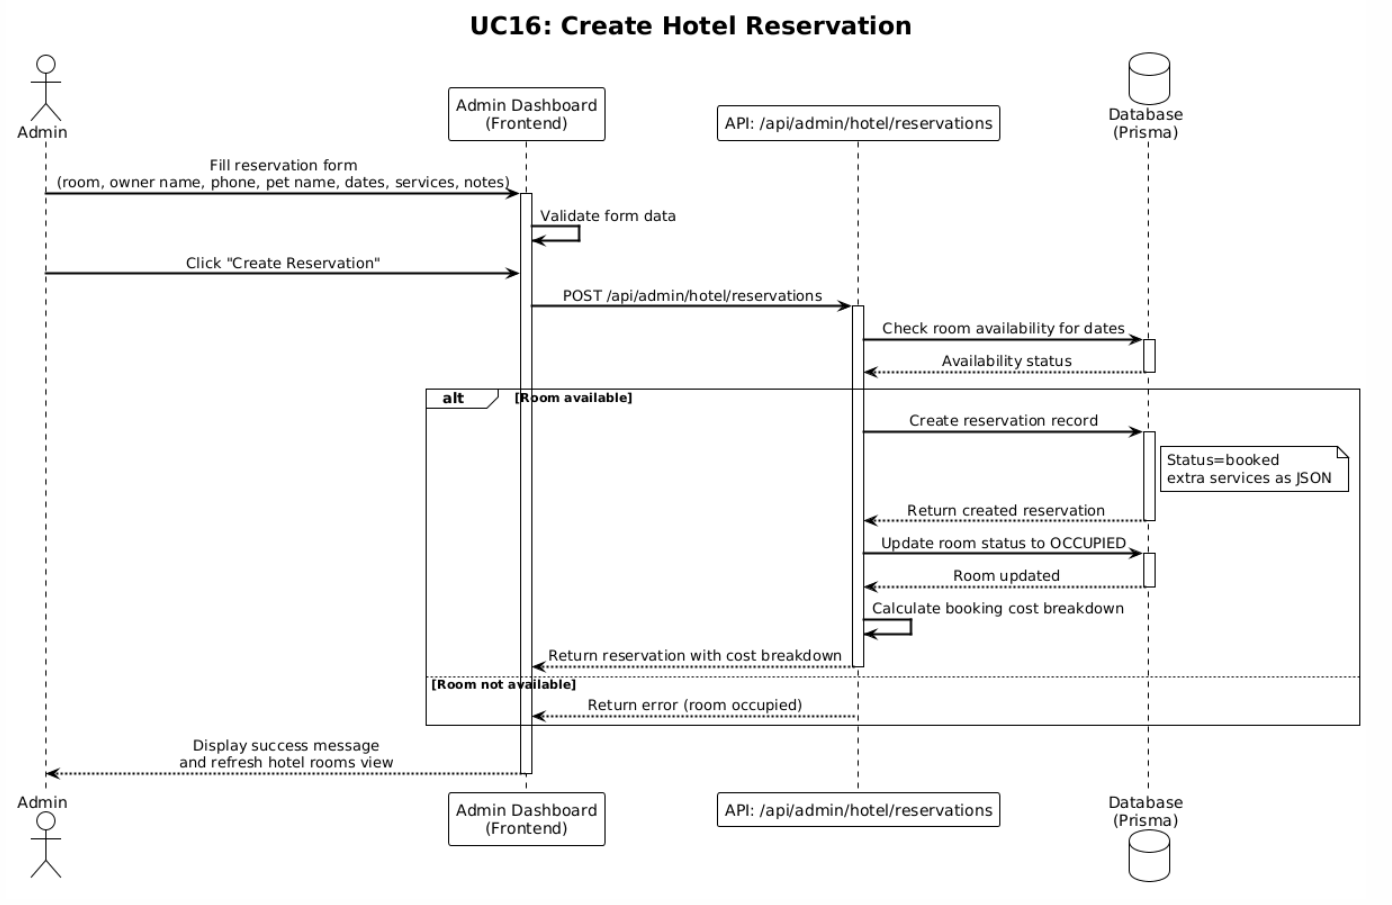 UC16: Create Hotel Reservation
Admin
Admin Dashboard
(Frontend)
API: /api/admin/hotel/reservations
Database
(Prisma)
Fill reservation form
(room, owner name, phone, pet name, dates, services, notes)
Validate form data
Click "Create Reservation"
POST /api/admin/hotel/reservations
Check room availability for dates
Availability status
alt
[Room available]
Create reservation record
Status=booked
extra services as JSON
Return created reservation
Update room status to OCCUPIED
Room updated
Calculate booking cost breakdown
Return reservation with cost breakdown
[Room not available]
Return error (room occupied)
Display success message
and refresh hotel rooms view
Admin
Admin Dashboard
(Frontend)
API: /api/admin/hotel/reservations
Database
(Prisma)